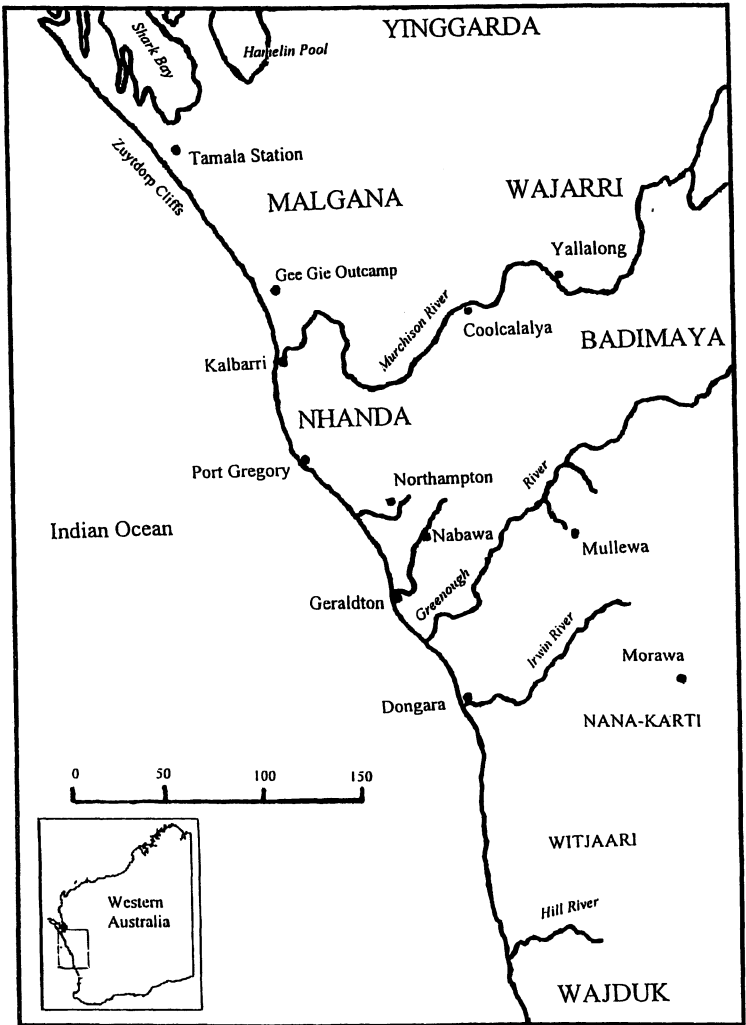 YINGGARDA
Shark Bay
Hamelin Pool
Tamala Station
Zuytdorp Cliffs
MALGANA
WAJARRI
Gee Gie Outcamp
Yallalong
Murchison River
Coolcalalya
BADIMAYA
Kalbarri
NHANDA
Port Gregory
Northampton
River
Indian Ocean
Nabawa
Mullewa
Geraldton
Greenough
Irwin River
Morawa
Dongara
NANA-KARTI
0 50 100 150
WITJAARI
Western
Australia
Hill River
WAJDUK